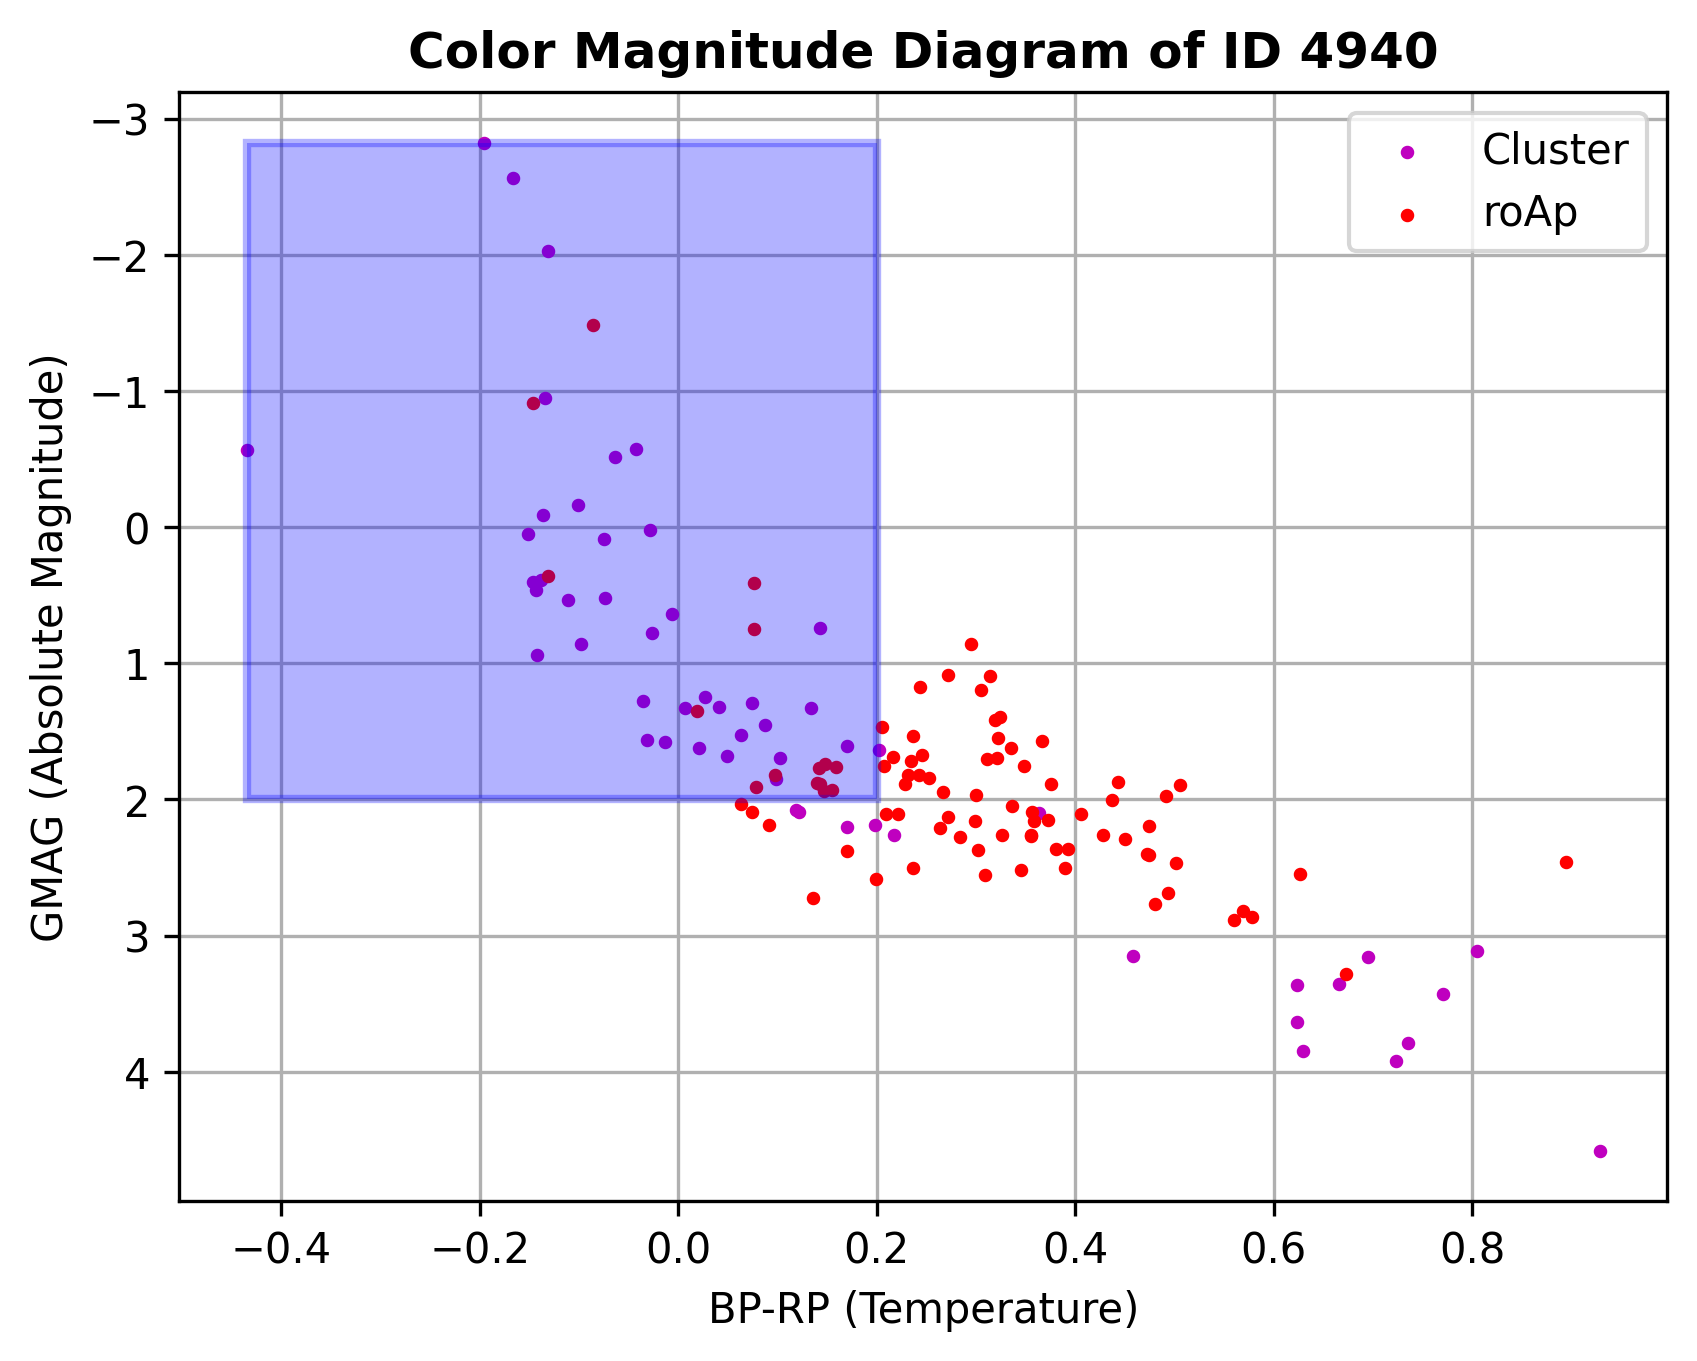 Color Magnitude Diagram of ID 4940
Cluster
roAp
−3
−2
−1
0
1
2
3
4
GMAG (Absolute Magnitude)
−0.4 −0.2 0.0 0.2 0.4 0.6 0.8
BP-RP (Temperature)